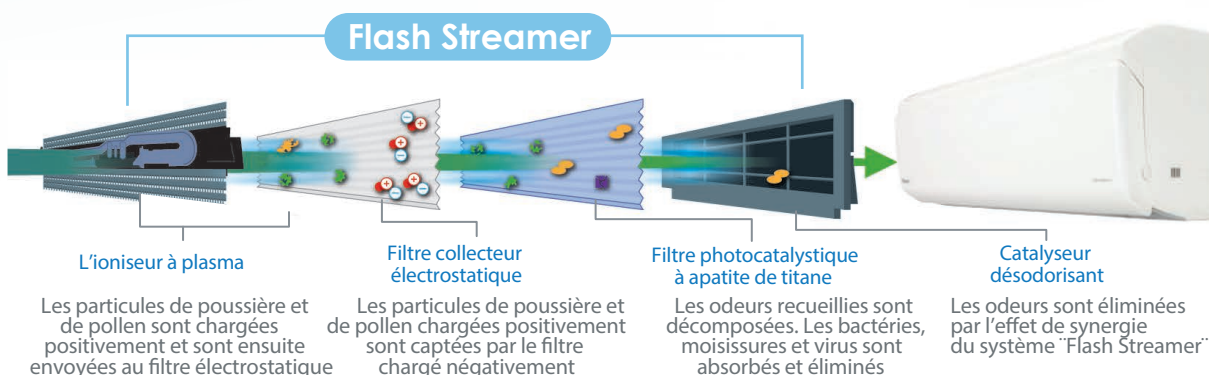 Flash Streamer
L'ioniseur à plasma
Les particules de poussière et
de pollen sont chargées
positivement et sont ensuite
envoyées au filtre électrostatique
Filtre collecteur
électrostatique
Les particules de poussière et
de pollen chargées positivement
sont captées par le filtre
chargé négativement
Filtre photocatalystique
à apatite de titane
Les odeurs recueillies sont
décomposées. Les bactéries,
moisissures et virus sont
absorbés et éliminés
Catalyseur
désodorisant
Les odeurs sont éliminées
par l'effet de synergie
du système ¨Flash Streamer¨